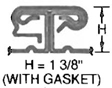 H
H = 1 3/8"
(WITH GASKET)